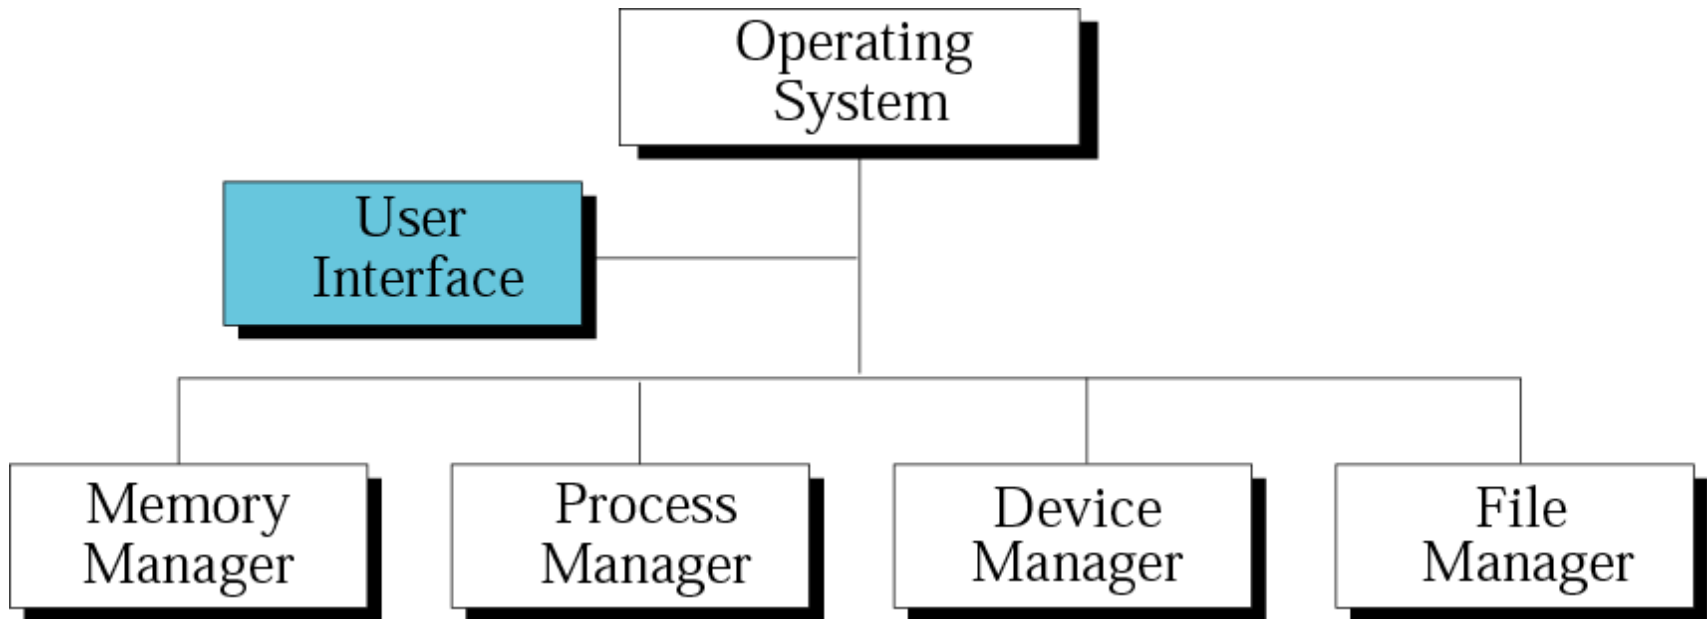 Operating
System
User
Interface
Memory
Manager
Process
Manager
Device
Manager
File
Manager